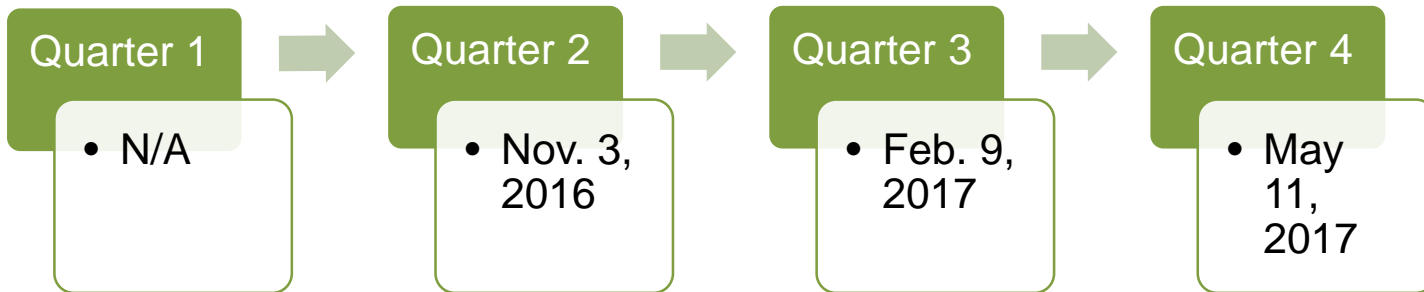 Quarter 1
• N/A
Quarter 2
• Nov. 3,
2016
Quarter 3
• Feb. 9,
2017
Quarter 4
• May
11,
2017